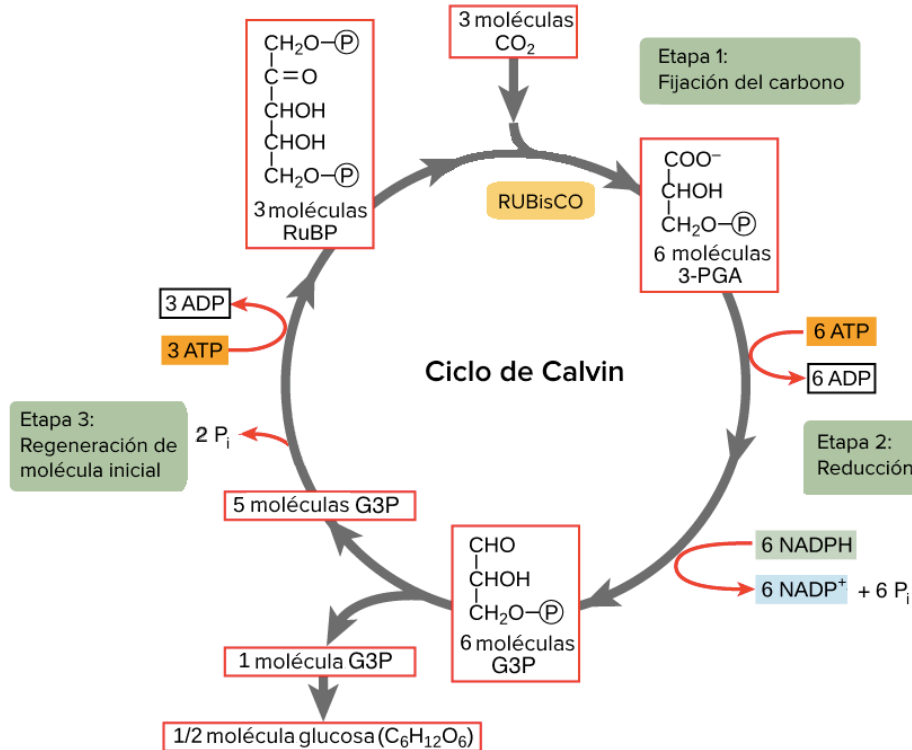 3 moléculas
CO₂
Etapa 1:
Fijación del carbono
CH₂O—Ⓟ
C=O
CHOH
CHOH
CH₂O—Ⓟ
3 moléculas
RuBP
RUBisCO
COO⁻
CHOH
CH₂O—Ⓟ
6 moléculas
3-PGA
3 ADP
3 ATP
Ciclo de Calvin
6 ATP
6 ADP
Etapa 3:
Regeneración de
molécula inicial
2 Pᵢ
Etapa 2:
Reducción
5 moléculas G3P
CHO
CHOH
CH₂O—Ⓟ
6 moléculas
G3P
6 NADPH
6 NADP⁺ + 6 Pᵢ
1 molécula G3P
1/2 molécula glucosa (C₆H₁₂O₆)